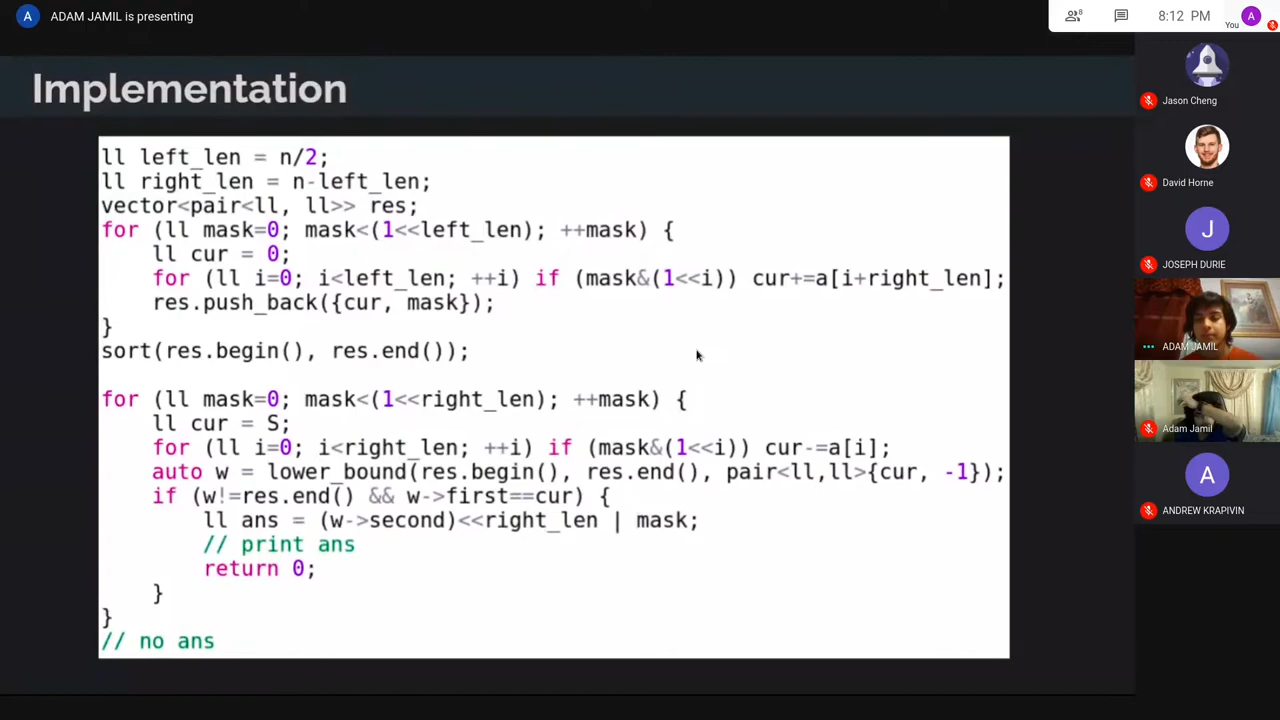 A
ADAM JAMIL is presenting
8
8:12 PM
A
You
Implementation
ll left_len = n/2;
ll right_len = n-left_len;
vector<pair<ll, ll>> res;
for (ll mask=0; mask<(1<<left_len); ++mask) {
    ll cur = 0;
    for (ll i=0; i<left_len; ++i) if (mask&(1<<i)) cur+=a[i+right_len];
    res.push_back({cur, mask});
}
sort(res.begin(), res.end());
for (ll mask=0; mask<(1<<right_len); ++mask) {
    ll cur = S;
    for (ll i=0; i<right_len; ++i) if (mask&(1<<i)) cur-=a[i];
    auto w = lower_bound(res.begin(), res.end(), pair<ll,ll>{cur, -1});
    if (w!=res.end() && w->first==cur) {
        ll ans = (w->second)<<right_len | mask;
        // print ans
        return 0;
    }
}
// no ans
Jason Cheng
David Horne
J
JOSEPH DURIE
ADAM JAMIL
Adam Jamil
A
ANDREW KRAPIVIN